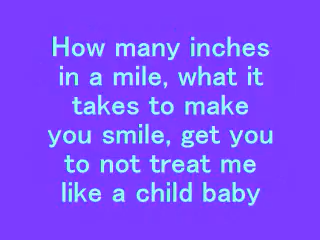 How many inches
in a mile, what it
takes to make
you smile, get you
to not treat me
like a child baby